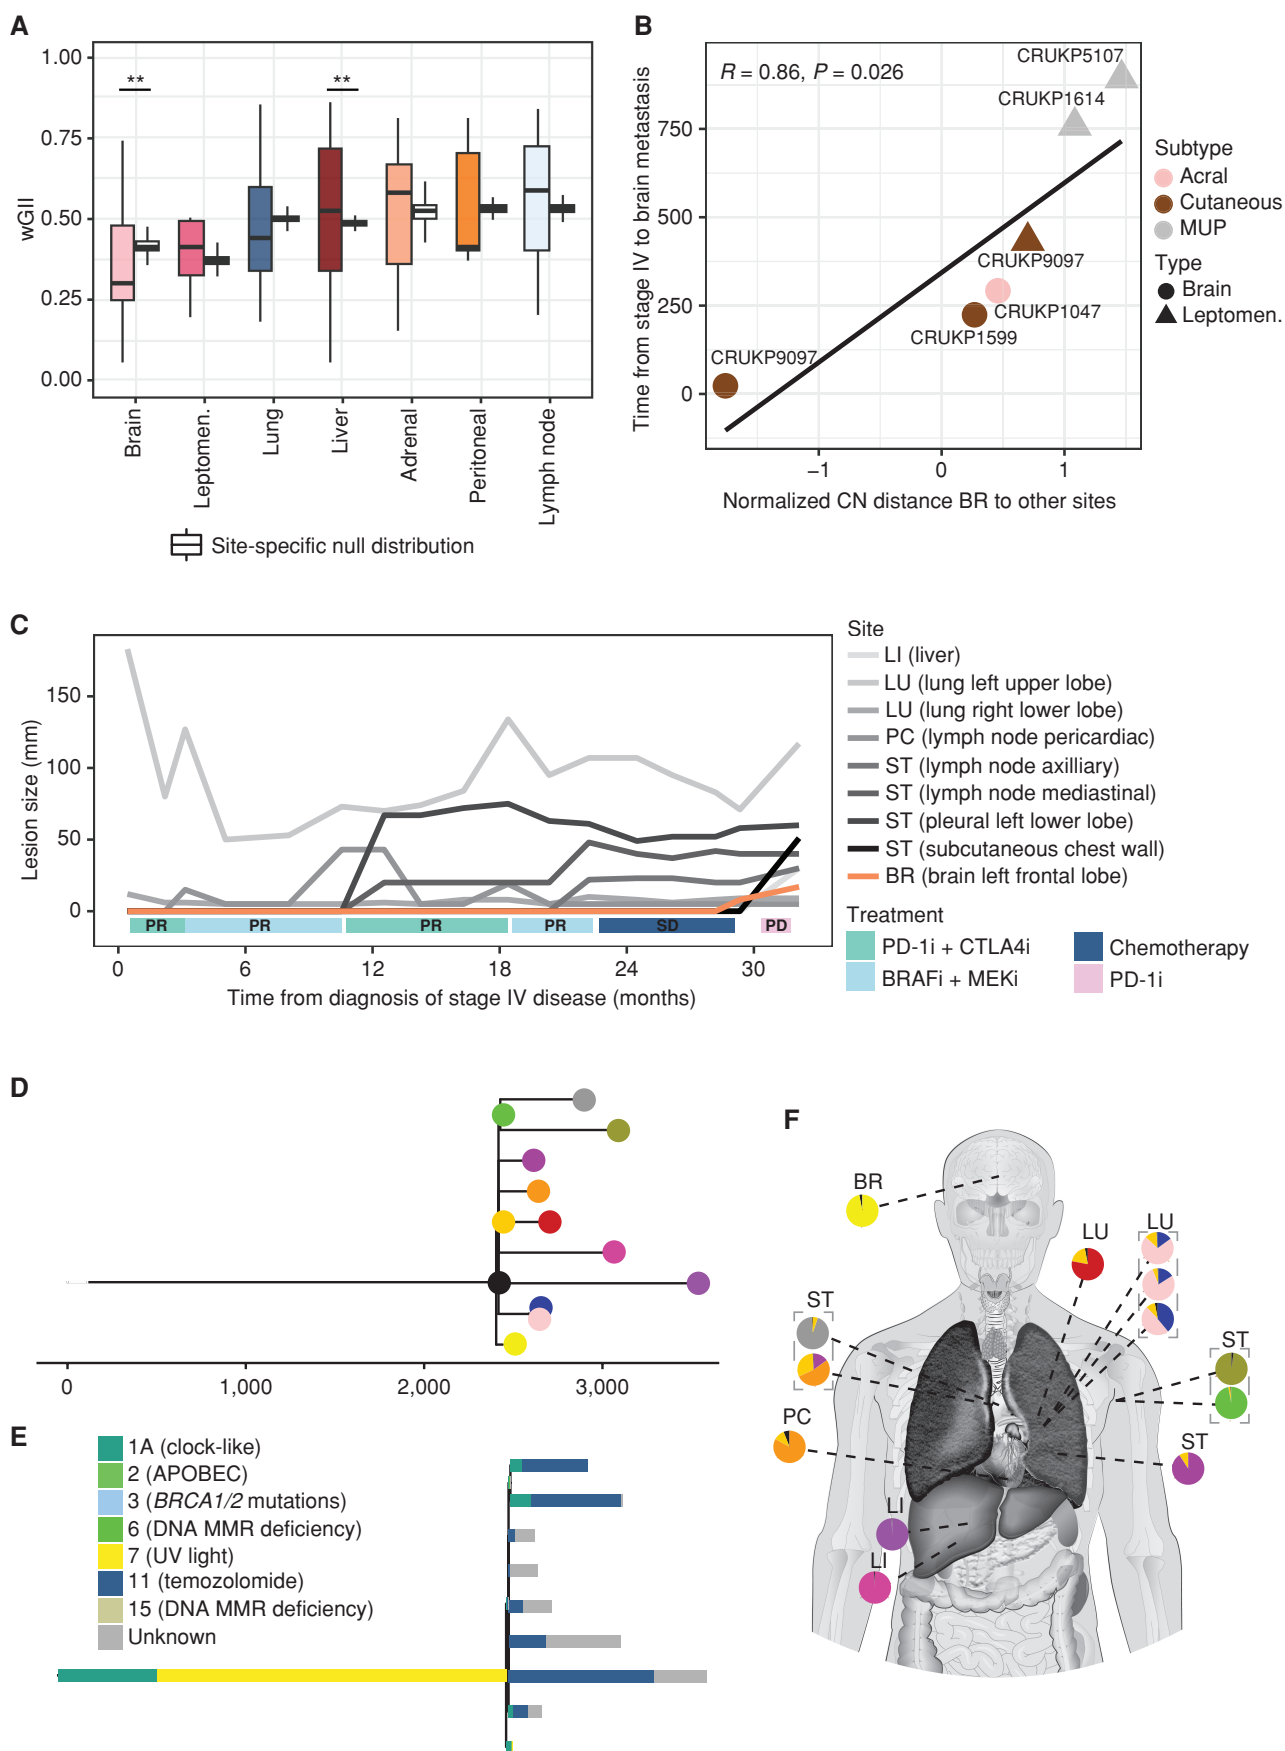 A
1.00
0.75
0.50
0.25
0.00
wGII
**
**
Brain
Leptomen.
Lung
Liver
Adrenal
Peritoneal
Lymph node
Site-specific null distribution
B
R = 0.86, P = 0.026
CRUKP5107
CRUKP1614
CRUKP9097
CRUKP1047
CRUKP1599
CRUKP9097
750
500
250
0
Time from stage IV to brain metastasis
−1
0
1
Normalized CN distance BR to other sites
Subtype
Acral
Cutaneous
MUP
Type
Brain
Leptomen.
C
150
100
50
0
Lesion size (mm)
PR
PR
PR
PR
SD
PD
0
6
12
18
24
30
Time from diagnosis of stage IV disease (months)
Site
LI (liver)
LU (lung left upper lobe)
LU (lung right lower lobe)
PC (lymph node pericardiac)
ST (lymph node axilliary)
ST (lymph node mediastinal)
ST (pleural left lower lobe)
ST (subcutaneous chest wall)
BR (brain left frontal lobe)
Treatment
PD-1i + CTLA4i
BRAFi + MEKi
Chemotherapy
PD-1i
D
0
1,000
2,000
3,000
E
1A (clock-like)
2 (APOBEC)
3 (BRCA1/2 mutations)
6 (DNA MMR deficiency)
7 (UV light)
11 (temozolomide)
15 (DNA MMR deficiency)
Unknown
F
BR
LU
LU
ST
ST
PC
ST
LI
LI